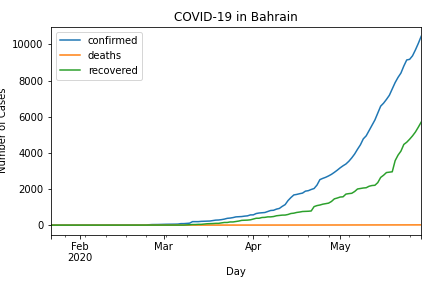 COVID-19 in Bahrain
confirmed
deaths
recovered
10000
8000
6000
4000
2000
0
Number of Cases
Feb
2020
Mar
Apr
May
Day